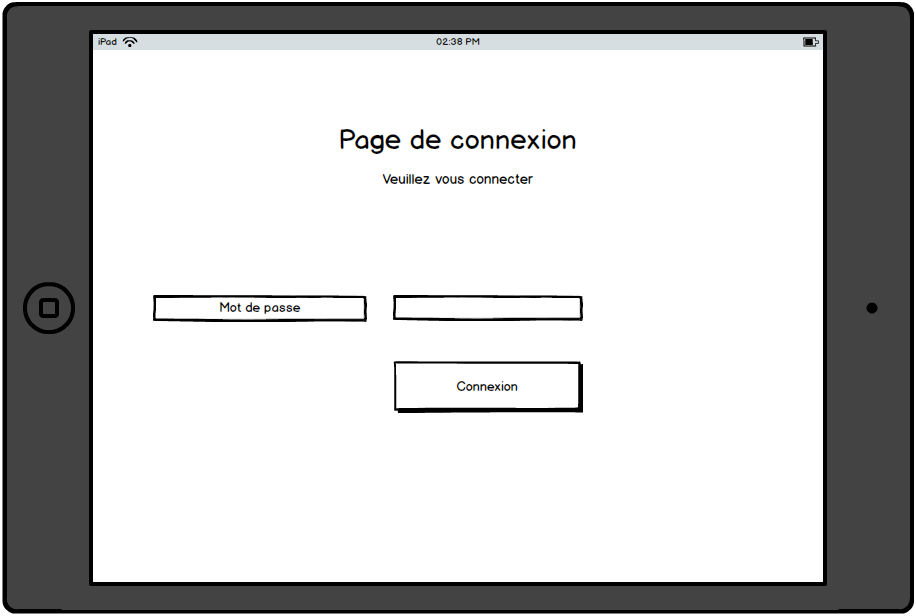 iPad 02:38 PM
Page de connexion
Veuillez vous connecter
Mot de passe
Connexion